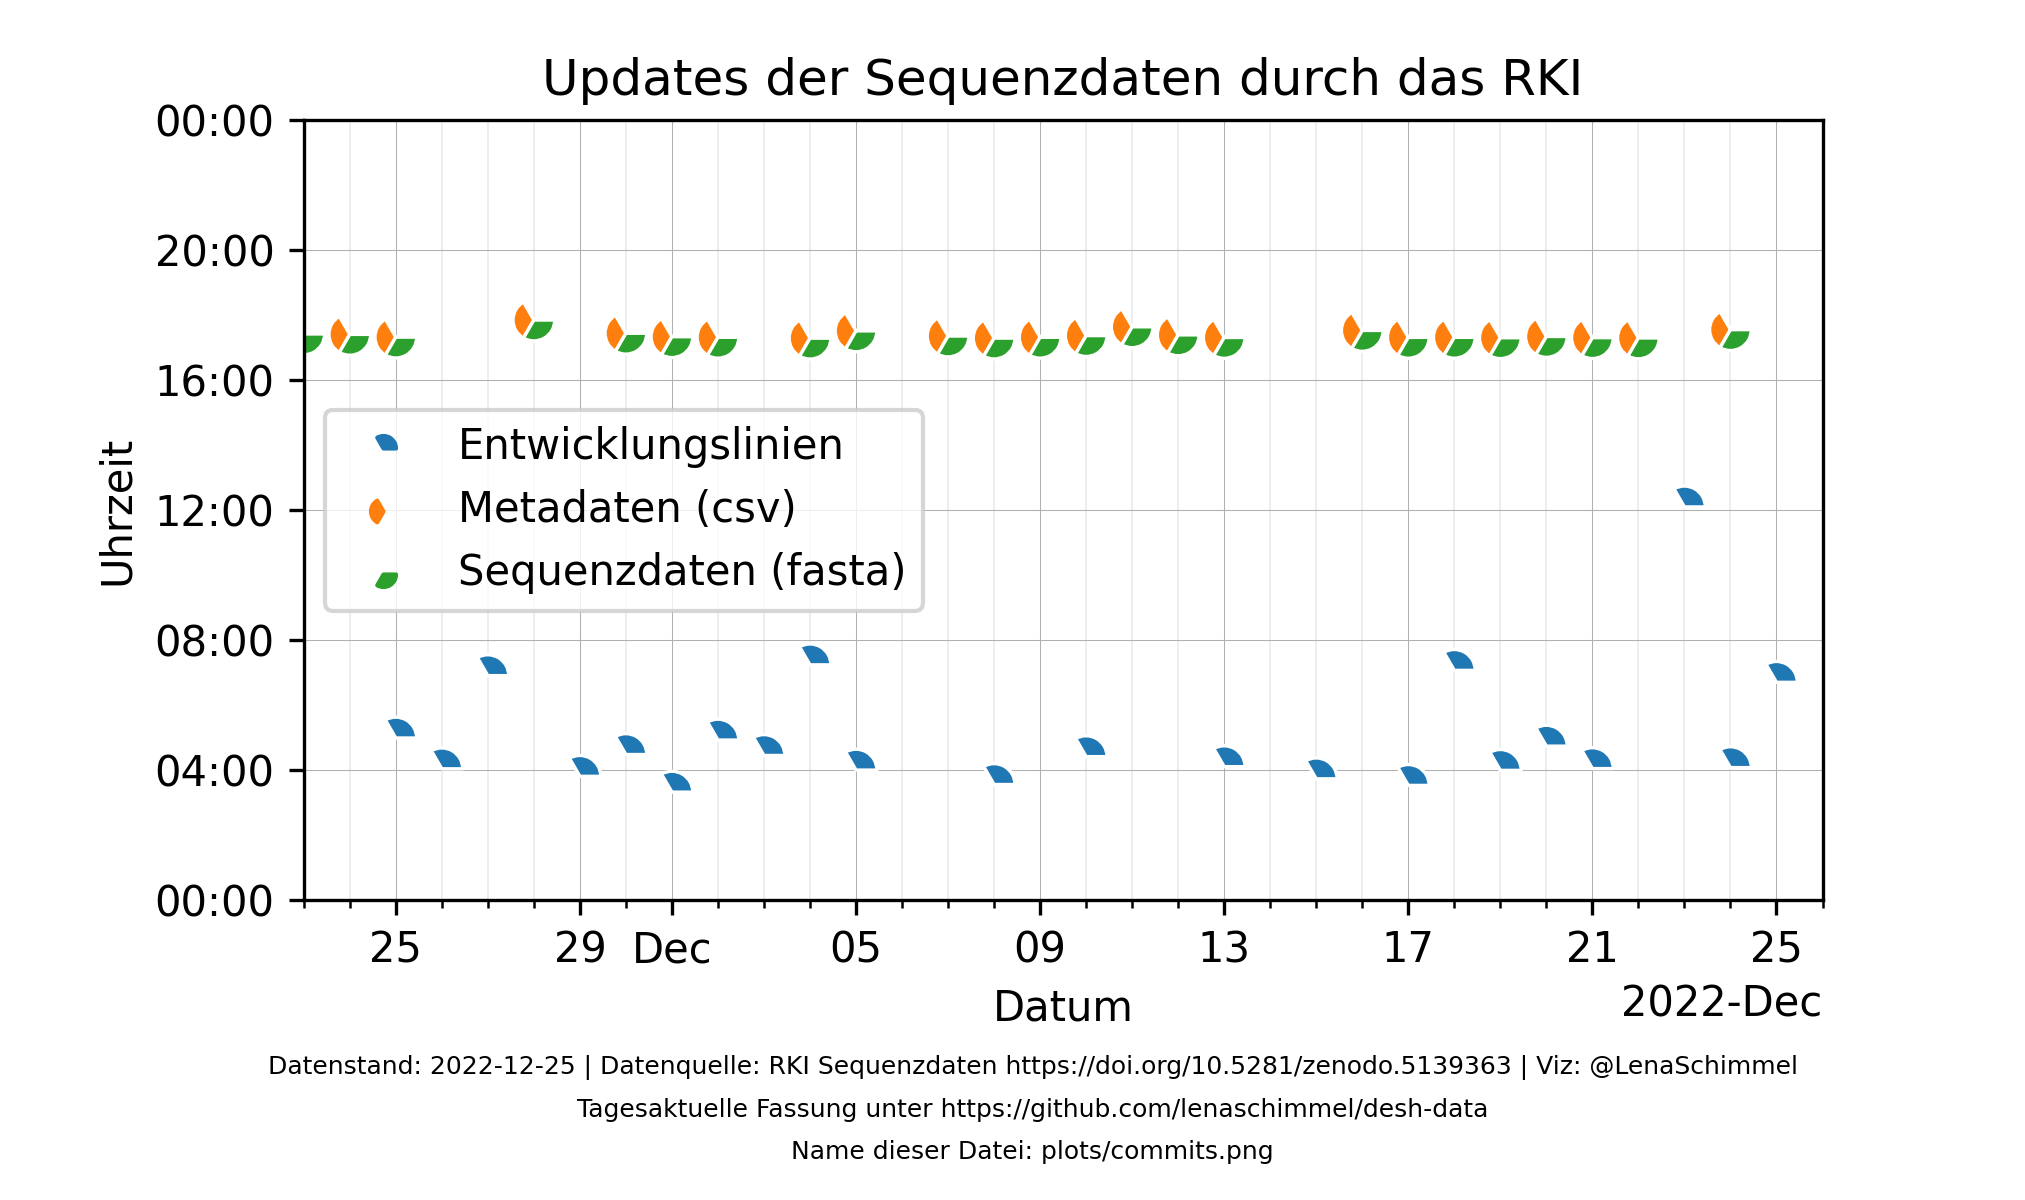 Updates der Sequenzdaten durch das RKI
00:00
20:00
16:00
12:00
08:00
04:00
00:00
Uhrzeit
Entwicklungslinien
Metadaten (csv)
Sequenzdaten (fasta)
25 29 Dec 05 09 13 17 21 25
Datum
2022-Dec
Datenstand: 2022-12-25 | Datenquelle: RKI Sequenzdaten https://doi.org/10.5281/zenodo.5139363 | Viz: @LenaSchimmel
Tagesaktuelle Fassung unter https://github.com/lenaschimmel/desh-data
Name dieser Datei: plots/commits.png